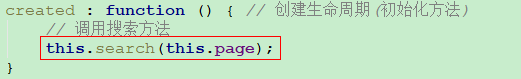 created : function () { // 创建生命周期(初始化方法)
// 调用搜索方法
this.search(this.page);
}